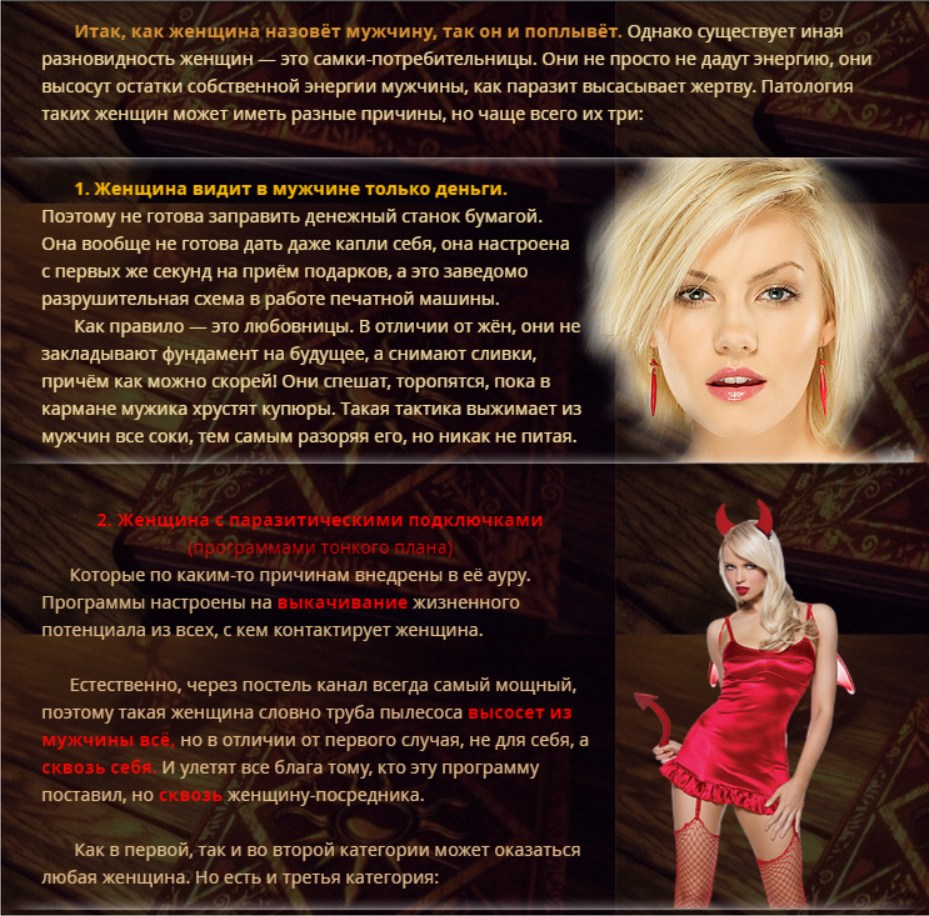 Итак, как женщина назовёт мужчину, так он и поплывёт. Однако существует иная
разновидность женщин — это самки-потребительницы. Они не просто не дадут энергию, они
высосут остатки собственной энергии мужчины, как паразит высасывает жертву. Патология
таких женщин может иметь разные причины, но чаще всего их три:
1. Женщина видит в мужчине только деньги.
Поэтому не готова заправить денежный станок бумагой.
Она вообще не готова дать даже капли себя, она настроена
с первых же секунд на приём подарков, а это заведомо
разрушительная схема в работе печатной машины.
Как правило — это любовницы. В отличии от жён, они не
закладывают фундамент на будущее, а снимают сливки,
причём как можно скорей! Они спешат, торопятся, пока в
кармане мужика хрустят купюры. Такая тактика выжимает из
мужчин все соки, тем самым разоряя его, но никак не питая.
2. Женщина с паразитическими подключками
(программами тонкого плана)
Которые по каким-то причинам внедрены в её ауру.
Программы настроены на выкачивание жизненного
потенциала из всех, с кем контактирует женщина.
Естественно, через постель канал всегда самый мощный,
поэтому такая женщина словно труба пылесоса высосет из
мужчины всё, но в отличии от первого случая, не для себя, а
сквозь себя. И улетят все блага тому, кто эту программу
поставил, но сквозь женщину-посредника.
Как в первой, так и во второй категории может оказаться
любая женщина. Но есть и третья категория: